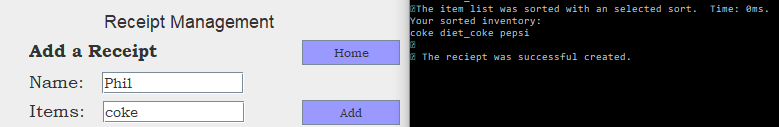 Receipt Management
Add a Receipt
Home
Name: Phil
Items: coke
Add
The item list was sorted with an selected sort.  Time: 0ms.
Your sorted inventory:
coke diet_coke pepsi
The reciept was successful created.